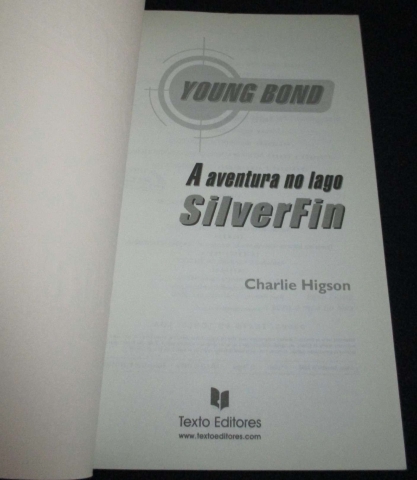 YOUNG BOND
A aventura no lago
SilverFin
Charlie Higson
Texto Editores
www.textoeditores.com